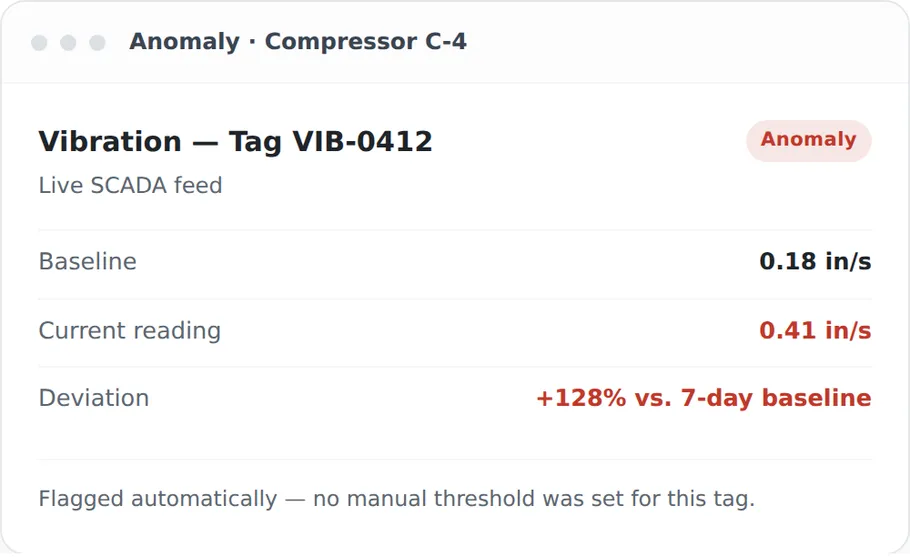 Anomaly · Compressor C-4
Vibration — Tag VIB-0412
Anomaly
Live SCADA feed
Baseline
0.18 in/s
Current reading
0.41 in/s
Deviation
+128% vs. 7-day baseline
Flagged automatically — no manual threshold was set for this tag.